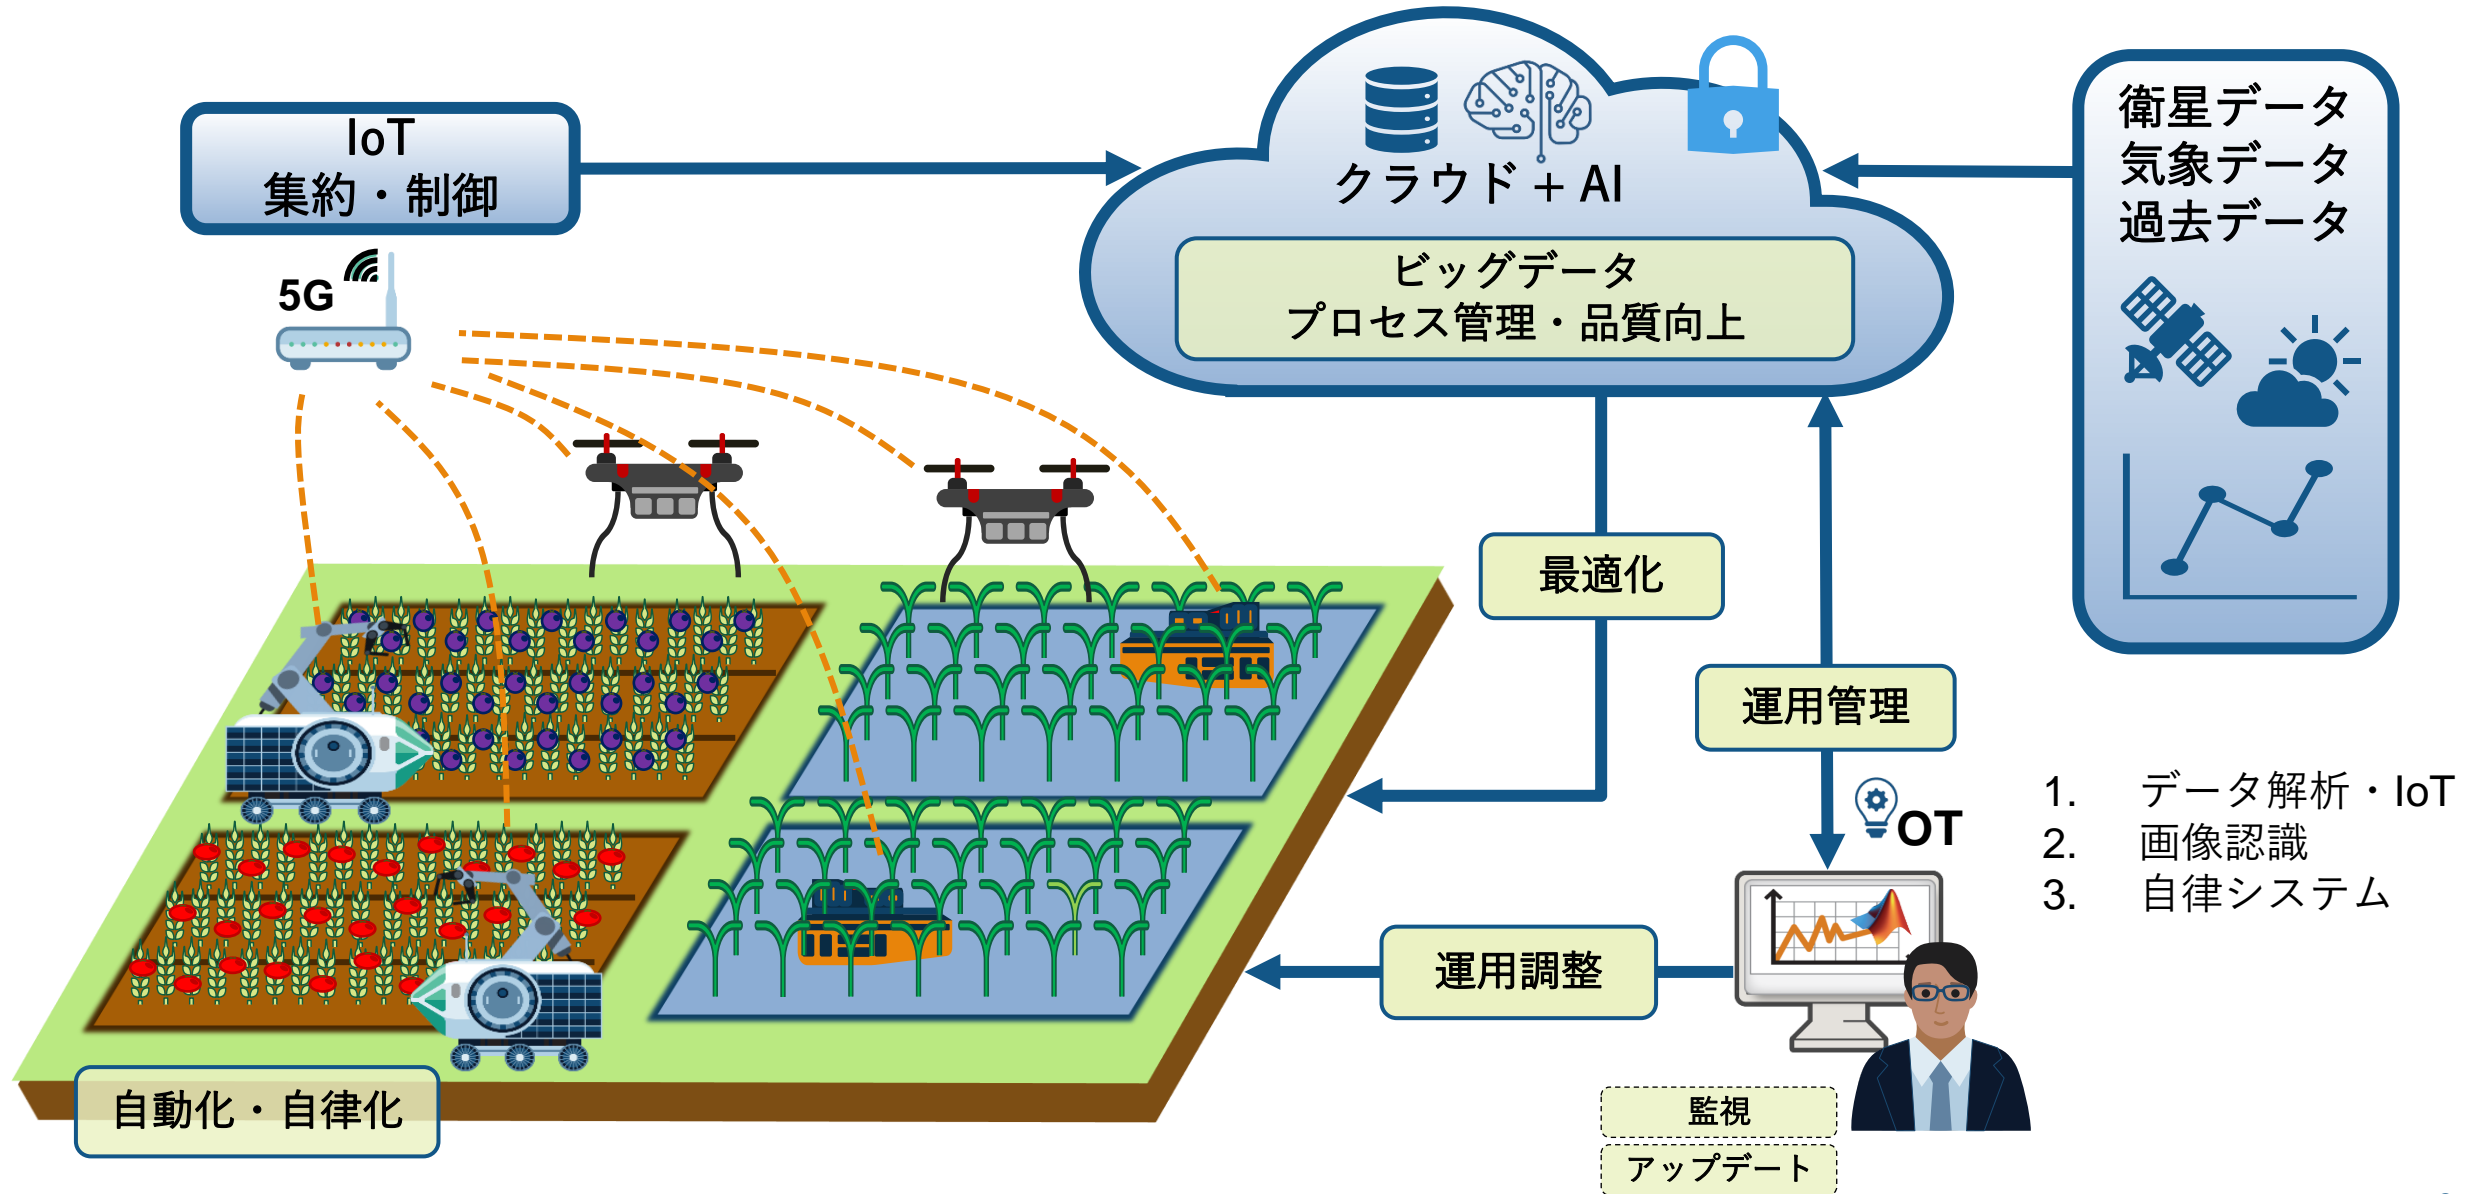 IoT
集約・制御
5G
クラウド + AI
ビッグデータ
プロセス管理・品質向上
衛星データ
気象データ
過去データ
最適化
運用管理
OT
1. データ解析・IoT
2. 画像認識
3. 自律システム
運用調整
自動化・自律化
監視
アップデート